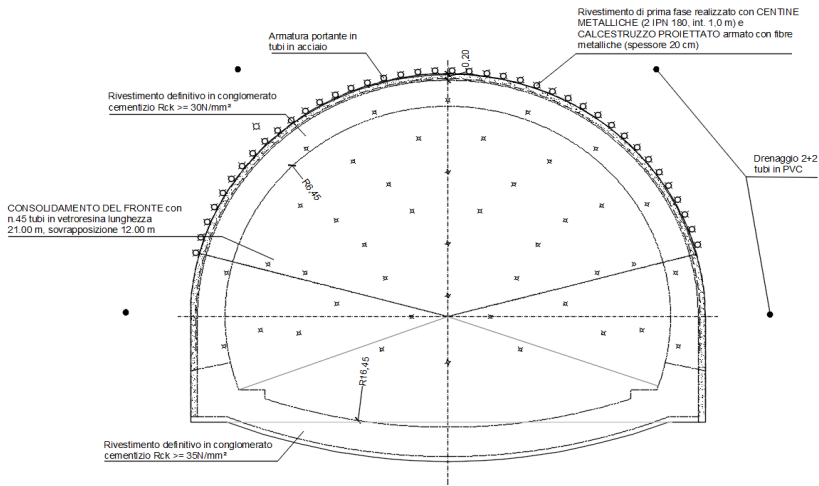 Rivestimento di prima fase realizzato con CENTINE
METALLICHE (2 IPN 180, int. 1,0 m) e
CALCESTRUZZO PROIETTATO armato con fibre
metalliche (spessore 20 cm)
Armatura portante in
tubi in acciaio
0,20
Rivestimento definitivo in conglomerato
cementizio Rck >= 30N/mm²
Drenaggio 2+2
tubi in PVC
R6,45
CONSOLIDAMENTO DEL FRONTE con
n.45 tubi in vetroresina lunghezza
21.00 m, sovrapposizione 12.00 m
R16,45
Rivestimento definitivo in conglomerato
cementizio Rck >= 35N/mm²